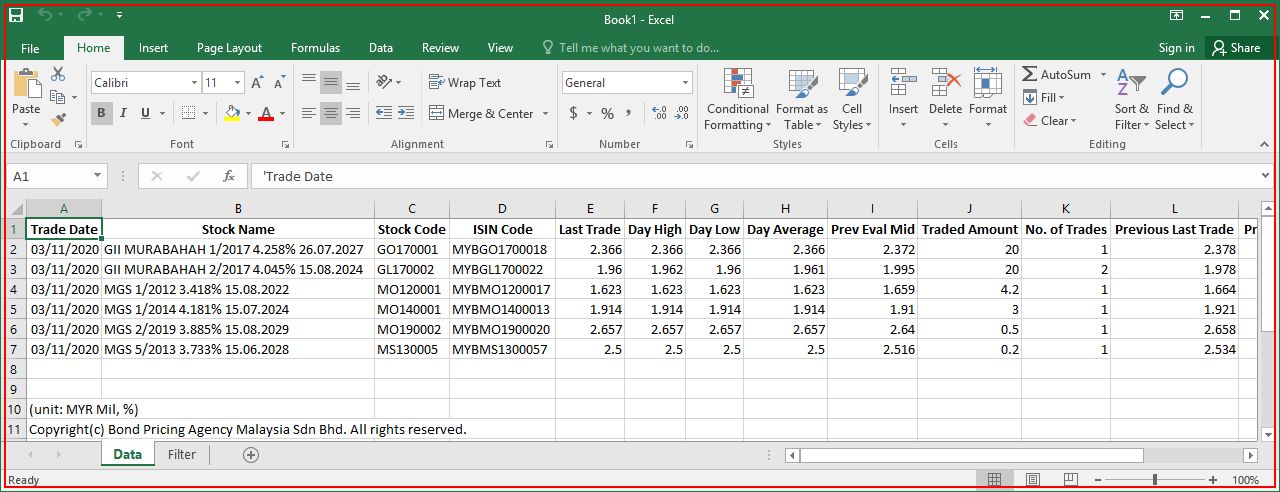 Book1 - Excel
File Home Insert Page Layout Formulas Data Review View Tell me what you want to do... Sign in Share
Calibri 11 Wrap Text General AutoSum
Paste Conditional Format as Cell Insert Delete Format Fill Sort & Find &
B I U A Merge & Center $ % , Formatting Table Styles Clear Filter Select
Clipboard Font Alignment Number Styles Cells Editing
A1 fx 'Trade Date
A B C D E F G H I J K L
1 Trade Date Stock Name Stock Code ISIN Code Last Trade Day High Day Low Day Average Prev Eval Mid Traded Amount No. of Trades Previous Last Trade Pr
2 03/11/2020 GII MURABAHAH 1/2017 4.258% 26.07.2027 GO170001 MYBGO1700018 2.366 2.366 2.366 2.366 2.372 20 1 2.378
3 03/11/2020 GII MURABAHAH 2/2017 4.045% 15.08.2024 GL170002 MYBGL1700022 1.96 1.962 1.96 1.961 1.995 20 2 1.978
4 03/11/2020 MGS 1/2012 3.418% 15.08.2022 MO120001 MYBMO1200017 1.623 1.623 1.623 1.623 1.659 4.2 1 1.664
5 03/11/2020 MGS 1/2014 4.181% 15.07.2024 MO140001 MYBMO1400013 1.914 1.914 1.914 1.914 1.91 3 1 1.921
6 03/11/2020 MGS 2/2019 3.885% 15.08.2029 MO190002 MYBMO1900020 2.657 2.657 2.657 2.657 2.64 0.5 1 2.658
7 03/11/2020 MGS 5/2013 3.733% 15.06.2028 MS130005 MYBMS1300057 2.5 2.5 2.5 2.5 2.516 0.2 1 2.534
8
9
10 (unit: MYR Mil, %)
11 Copyright(c) Bond Pricing Agency Malaysia Sdn Bhd. All rights reserved.
Data Filter
Ready 100%